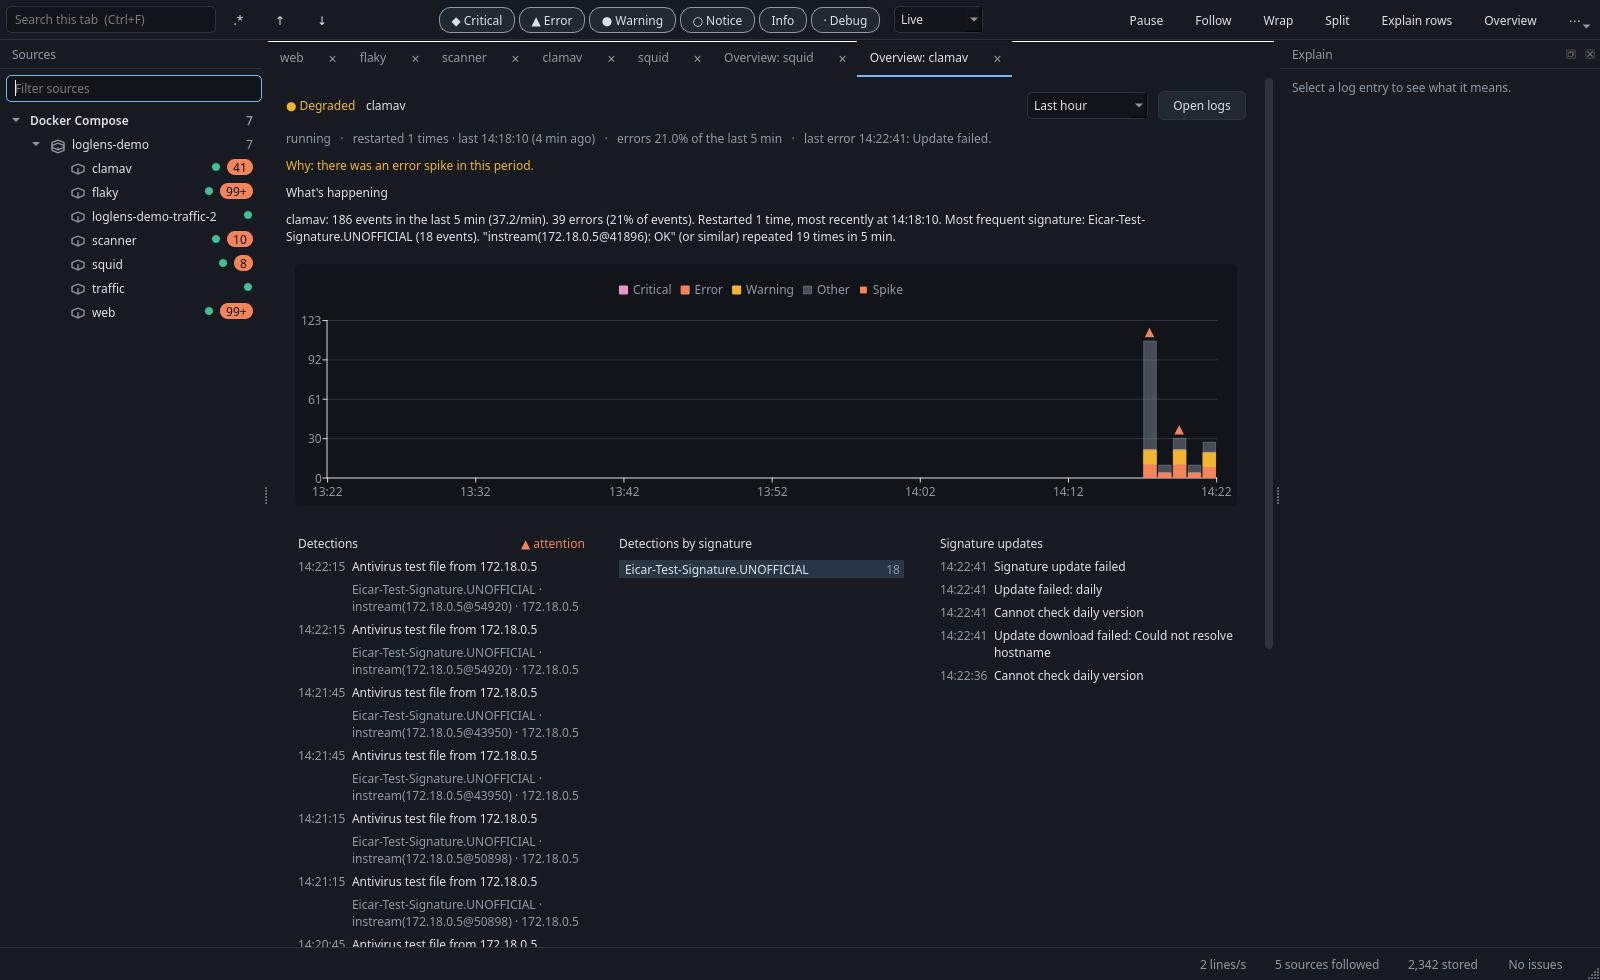 Search this tab (Ctrl+F)
.*
↑
↓
◆ Critical
▲ Error
● Warning
○ Notice
Info
· Debug
Live
Pause
Follow
Wrap
Split
Explain rows
Overview
...
Sources
web ×
flaky ×
scanner ×
clamav ×
squid ×
Overview: squid ×
Overview: clamav ×
Explain
Filter sources
Docker Compose 7
loglens-demo 7
clamav 41
flaky 99+
loglens-demo-traffic-2
scanner 10
squid 8
traffic
web 99+
● Degraded clamav
Last hour
Open logs
running · restarted 1 times · last 14:18:10 (4 min ago) · errors 21.0% of the last 5 min · last error 14:22:41: Update failed.
Why: there was an error spike in this period.
What's happening
clamav: 186 events in the last 5 min (37.2/min). 39 errors (21% of events). Restarted 1 time, most recently at 14:18:10. Most frequent signature: Eicar-Test-
Signature.UNOFFICIAL (18 events). "instream(172.18.0.5@41896): OK" (or similar) repeated 19 times in 5 min.
Critical Error Warning Other Spike
123
92
61
30
0
13:22 13:32 13:42 13:52 14:02 14:12 14:22
Detections ▲ attention
14:22:15 Antivirus test file from 172.18.0.5
Eicar-Test-Signature.UNOFFICIAL ·
instream(172.18.0.5@54920) · 172.18.0.5
14:22:15 Antivirus test file from 172.18.0.5
Eicar-Test-Signature.UNOFFICIAL ·
instream(172.18.0.5@54920) · 172.18.0.5
14:21:45 Antivirus test file from 172.18.0.5
Eicar-Test-Signature.UNOFFICIAL ·
instream(172.18.0.5@43950) · 172.18.0.5
14:21:45 Antivirus test file from 172.18.0.5
Eicar-Test-Signature.UNOFFICIAL ·
instream(172.18.0.5@43950) · 172.18.0.5
14:21:15 Antivirus test file from 172.18.0.5
Eicar-Test-Signature.UNOFFICIAL ·
instream(172.18.0.5@50898) · 172.18.0.5
14:21:15 Antivirus test file from 172.18.0.5
Eicar-Test-Signature.UNOFFICIAL ·
instream(172.18.0.5@50898) · 172.18.0.5
14:20:45 Antivirus test file from 172.18.0.5
Detections by signature
Eicar-Test-Signature.UNOFFICIAL 18
Signature updates
14:22:41 Signature update failed
14:22:41 Update failed: daily
14:22:41 Cannot check daily version
14:22:41 Update download failed: Could not resolve
hostname
14:22:36 Cannot check daily version
Select a log entry to see what it means.
2 lines/s
5 sources followed
2,342 stored
No issues